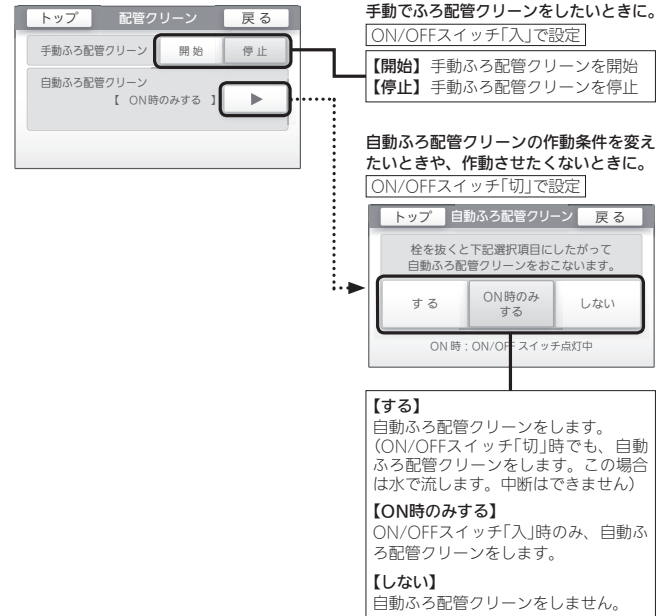 トップ 配管クリーン 戻る
手動ふろ配管クリーン 開始 停止
自動ふろ配管クリーン
【 ON時のみする 】 ▶
手動でふろ配管クリーンをしたいときに。
ON/OFFスイッチ「入」で設定
【開始】 手動ふろ配管クリーンを開始
【停止】 手動ふろ配管クリーンを停止
自動ふろ配管クリーンの作動条件を変え
たいときや、作動させたくないときに。
ON/OFFスイッチ「切」で設定
トップ 自動ふろ配管クリーン 戻る
栓を抜くと下記選択項目にしたがって
自動ふろ配管クリーンをおこないます。
する ON時のみ しない
する
ON時：ON/OFFスイッチ点灯中
【する】
自動ふろ配管クリーンをします。
（ON/OFFスイッチ「切」時でも、自動
ふろ配管クリーンをします。この場合
は水で流します。中断はできません）
【ON時のみする】
ON/OFFスイッチ「入」時のみ、自動ふ
ろ配管クリーンをします。
【しない】
自動ふろ配管クリーンをしません。